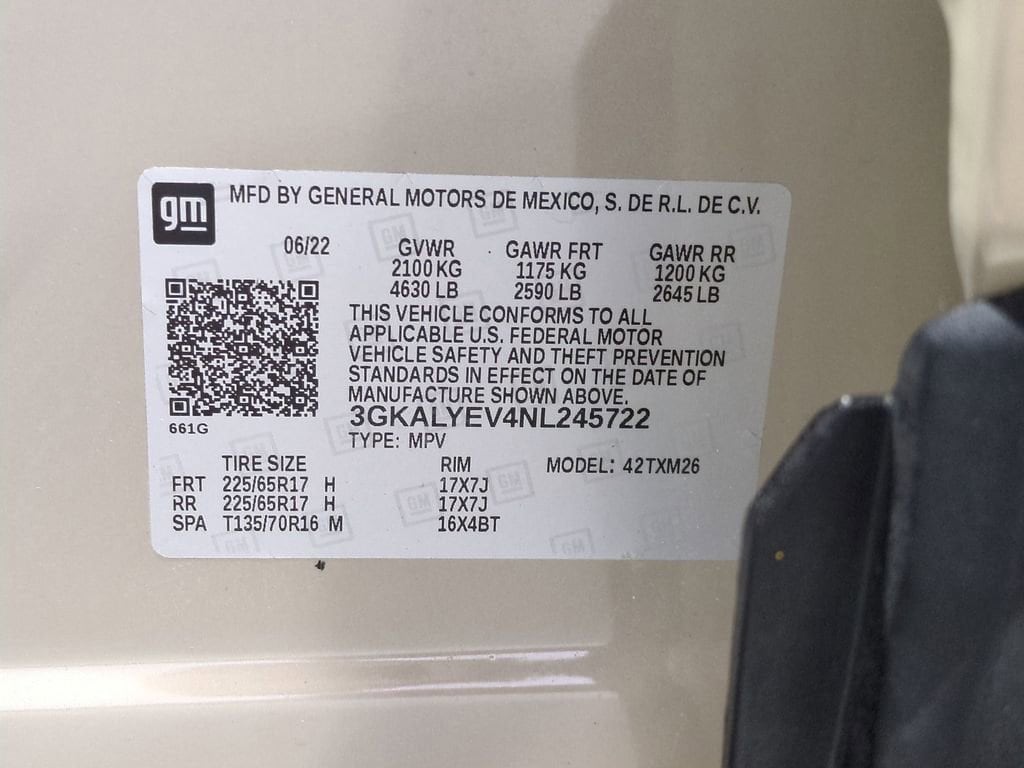 gm MFD BY GENERAL MOTORS DE MEXICO, S. DE R.L. DE C.V.
06/22 GVWR GAWR FRT GAWR RR
2100 KG 1175 KG 1200 KG
4630 LB 2590 LB 2645 LB
THIS VEHICLE CONFORMS TO ALL
APPLICABLE U.S. FEDERAL MOTOR
VEHICLE SAFETY AND THEFT PREVENTION
STANDARDS IN EFFECT ON THE DATE OF
MANUFACTURE SHOWN ABOVE.
3GKALYEV4NL245722
661G
TYPE: MPV
TIRE SIZE RIM MODEL: 42TXM26
FRT 225/65R17 H 17X7J
RR 225/65R17 H 17X7J
SPA T135/70R16 M 16X4BT